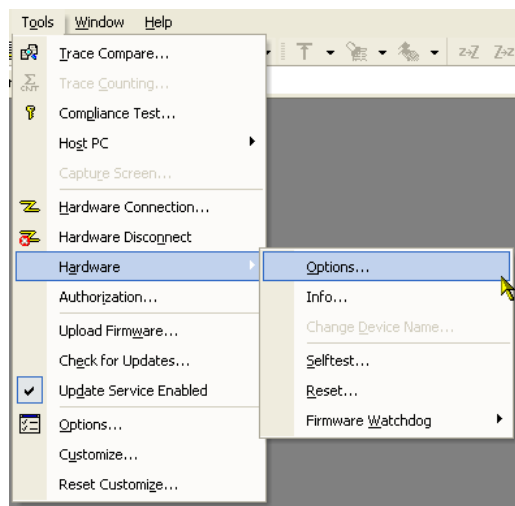 Tools Window Help
Trace Compare...
Σ CNT Trace Counting...
Compliance Test...
Host PC
Capture Screen...
Hardware Connection...
Hardware Disconnect
Hardware
Authorization...
Upload Firmware...
Check for Updates...
Update Service Enabled
Options...
Customize...
Reset Customize...
Options...
Info...
Change Device Name...
Selftest...
Reset...
Firmware Watchdog